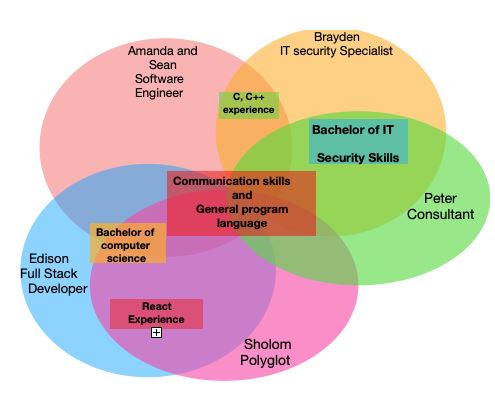 Brayden
IT security Specialist
Amanda and
Sean
Software
Engineer
C, C++
experience
Bachelor of IT
Security Skills
Communication skills
and
General program
language
Peter
Consultant
Bachelor of
computer
science
Edison
Full Stack
Developer
React
Experience
Sholom
Polyglot